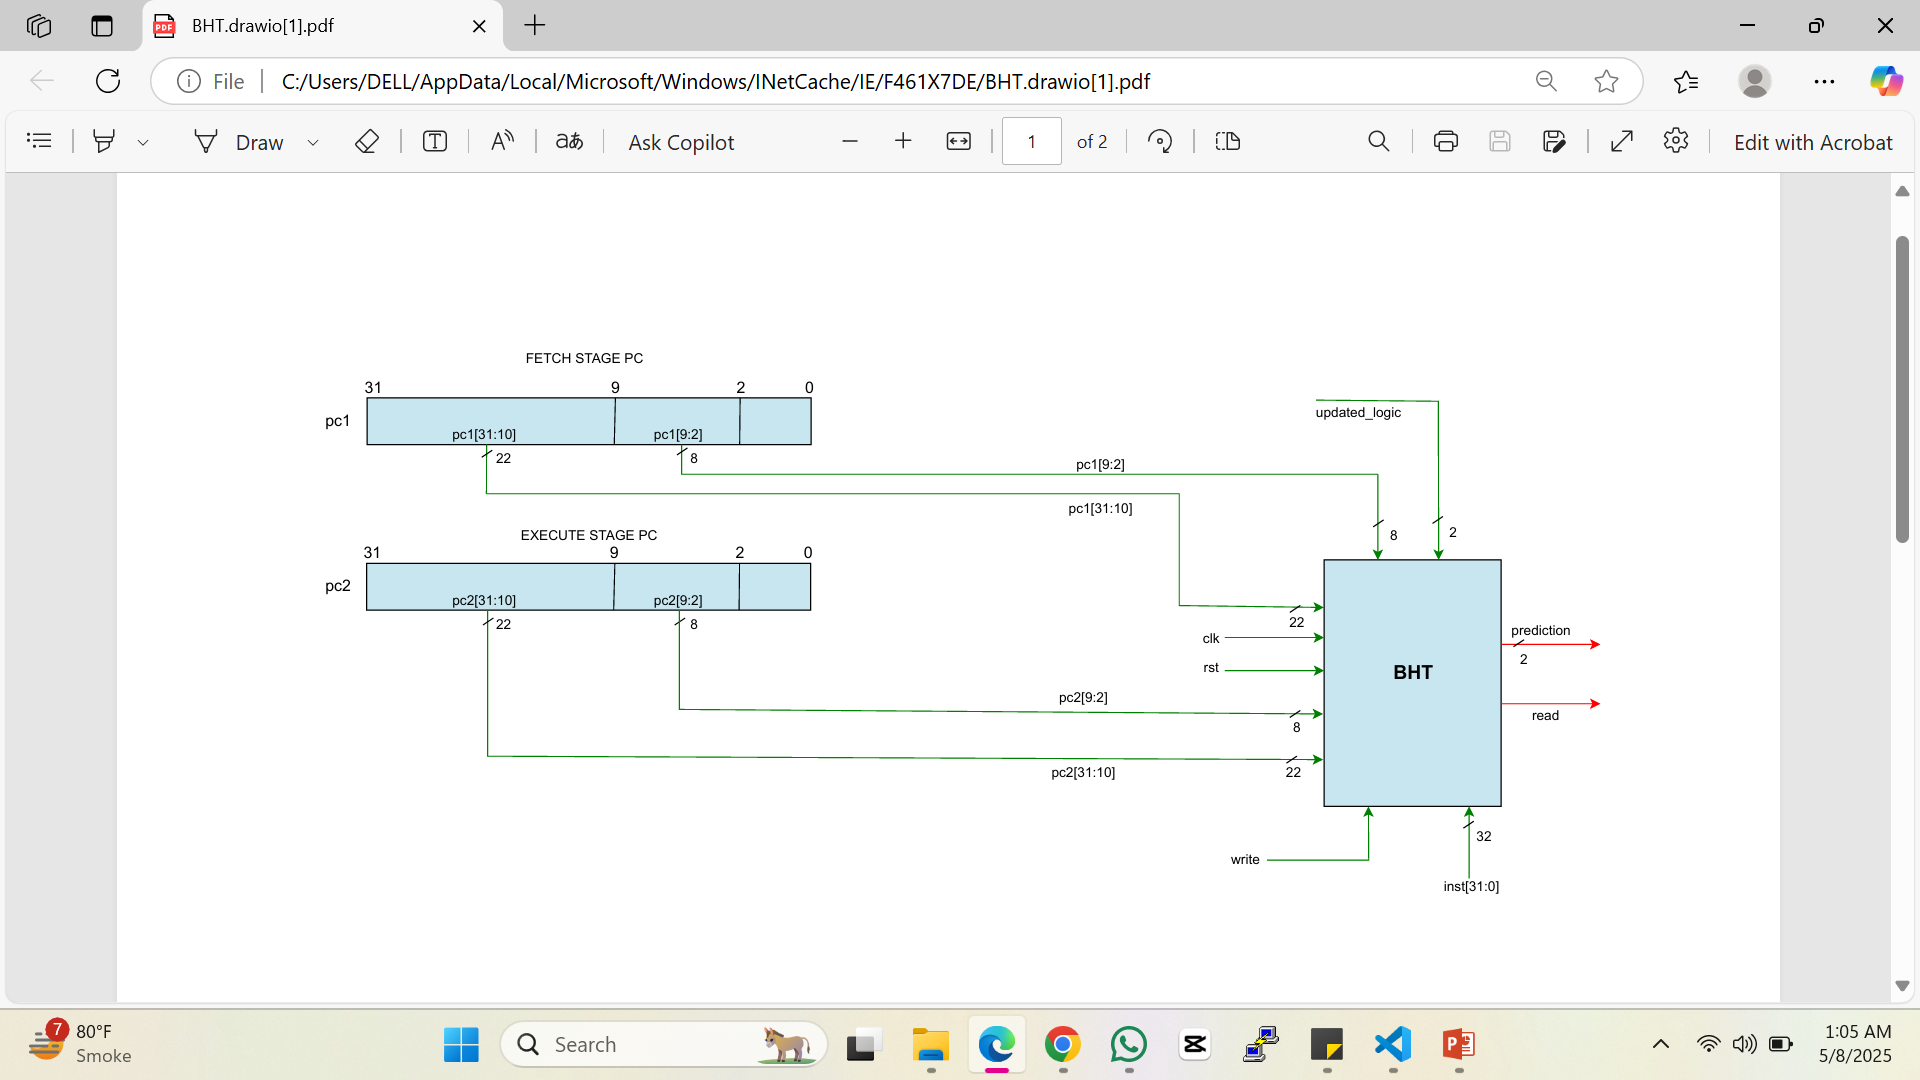 BHT.drawio[1].pdf
File
C:/Users/DELL/AppData/Local/Microsoft/Windows/INetCache/IE/F461X7DE/BHT.drawio[1].pdf
Draw
aあ
Ask Copilot
1
of 2
Edit with Acrobat
FETCH STAGE PC
31 9 2 0
pc1
pc1[31:10] pc1[9:2]
22 8
updated_logic
pc1[9:2]
pc1[31:10]
8 2
EXECUTE STAGE PC
31 9 2 0
pc2
pc2[31:10] pc2[9:2]
22 8
22
clk
rst
BHT
prediction
2
read
pc2[9:2]
8
pc2[31:10]
22
write
32
inst[31:0]
7
80°F
Smoke
Search
1:05 AM
5/8/2025